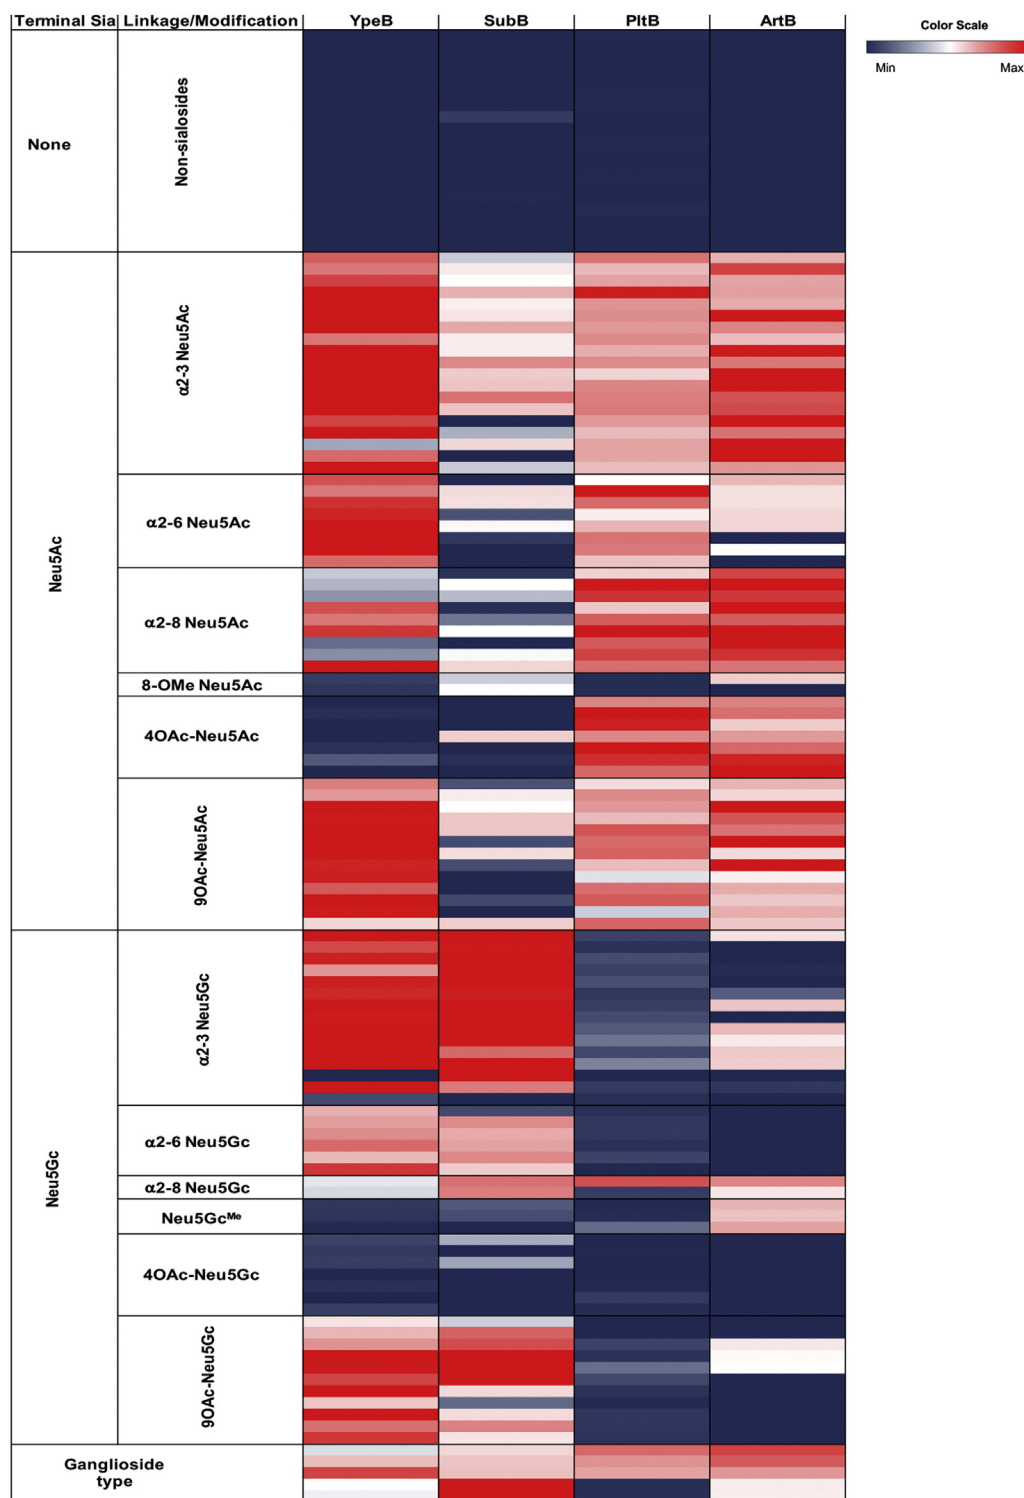 Terminal Sia Linkage/Modification YpeB SubB PltB ArtB
Color Scale
Min Max
None
Non-sialosides
Neu5Ac
α2-3 Neu5Ac
α2-6 Neu5Ac
α2-8 Neu5Ac
8-OMe Neu5Ac
4OAc-Neu5Ac
9OAc-Neu5Ac
Neu5Gc
α2-3 Neu5Gc
α2-6 Neu5Gc
α2-8 Neu5Gc
Neu5Gcᴹᵉ
4OAc-Neu5Gc
9OAc-Neu5Gc
Ganglioside
type